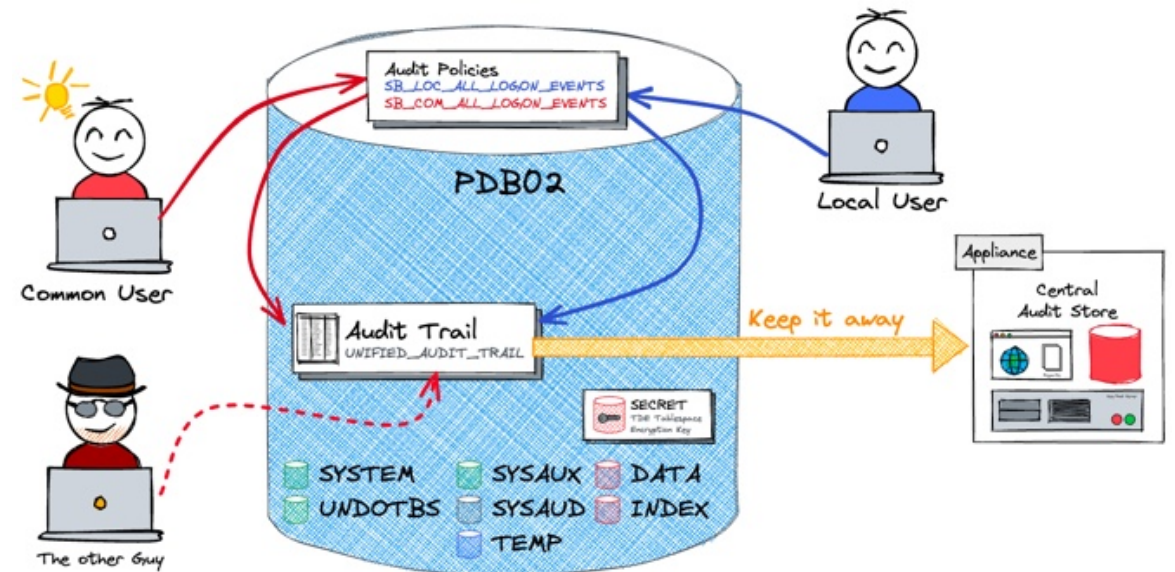 Audit Policies
SB_LOC_ALL_LOGON_EVENTS
SB_COM_ALL_LOGON_EVENTS
PDB02
Common User
Local User
Appliance
Central
Audit Store
Audit Trail
UNIFIED_AUDIT_TRAIL
Keep it away
SECRET
TDE Tablespace
Encryption Key
SYSTEM
SYSAUX
DATA
UNDOTBS
SYSAUD
INDEX
TEMP
The other Guy